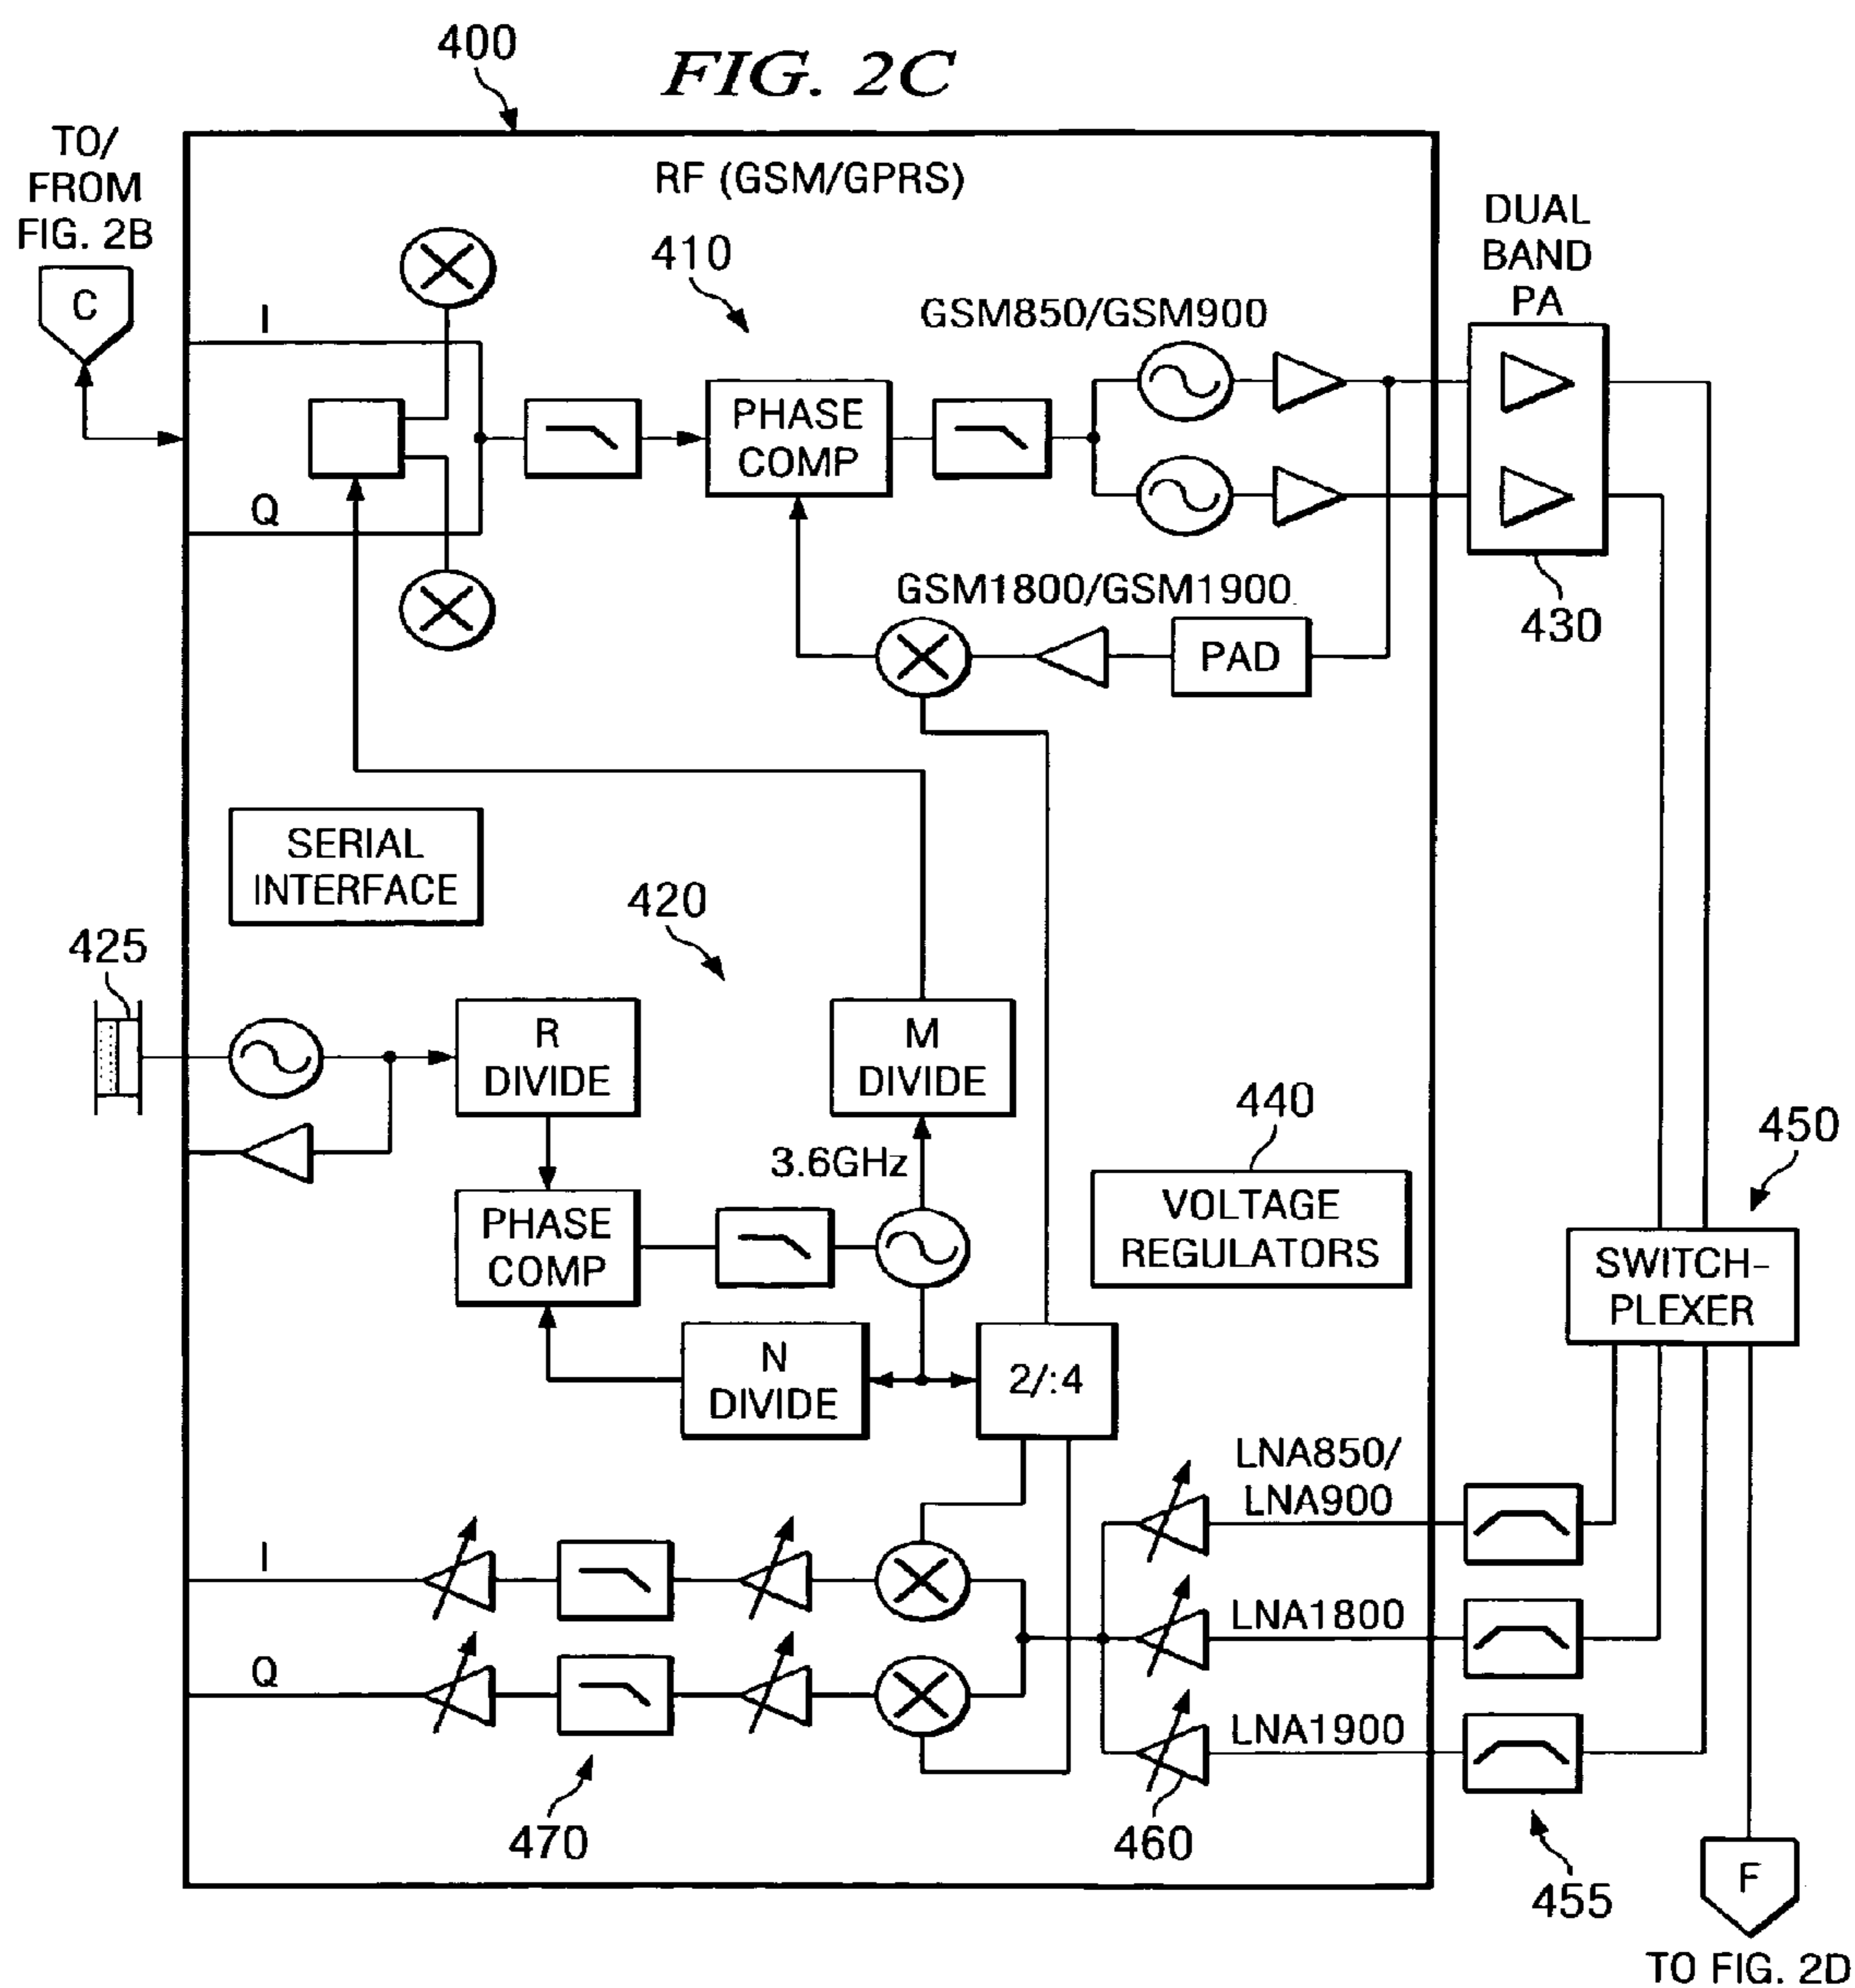 FIG. 2C
400
TO/
FROM
FIG. 2B
C
RF (GSM/GPRS)
410
DUAL
BAND
PA
I
GSM850/GSM900
PHASE
COMP
Q
GSM1800/GSM1900
430
PAD
SERIAL
INTERFACE
420
425
R
DIVIDE
M
DIVIDE
440
450
3.6GHz
VOLTAGE
REGULATORS
PHASE
COMP
SWITCH-
PLEXER
N
DIVIDE
2/:4
LNA850/
LNA900
I
LNA1800
Q
LNA1900
470
460
455
F
TO FIG. 2D